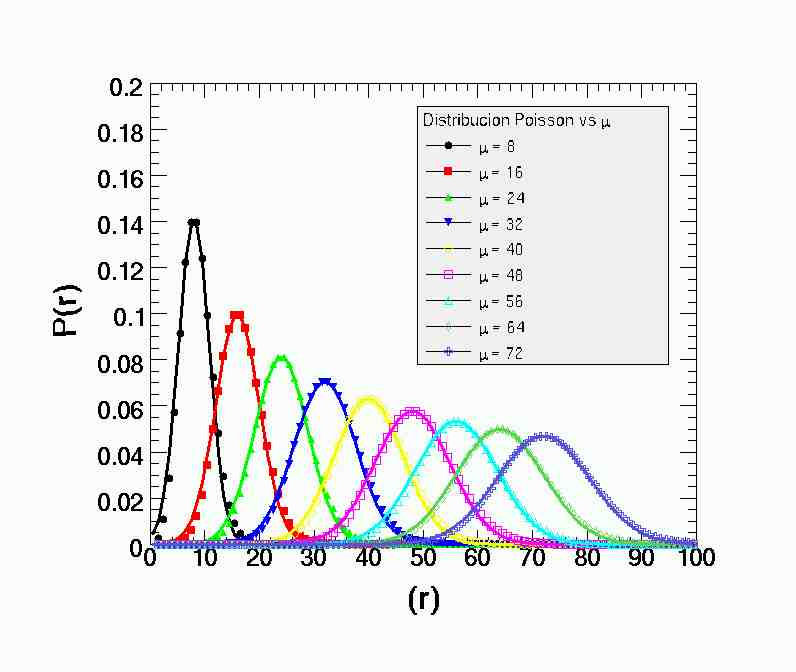 0.2
0.18
0.16
0.14
0.12
0.1
0.08
0.06
0.04
0.02
0
P(r)
Distribucion Poisson vs μ
μ = 8
μ = 16
μ = 24
μ = 32
μ = 40
μ = 48
μ = 56
μ = 64
μ = 72
0 10 20 30 40 50 60 70 80 90 100
(r)